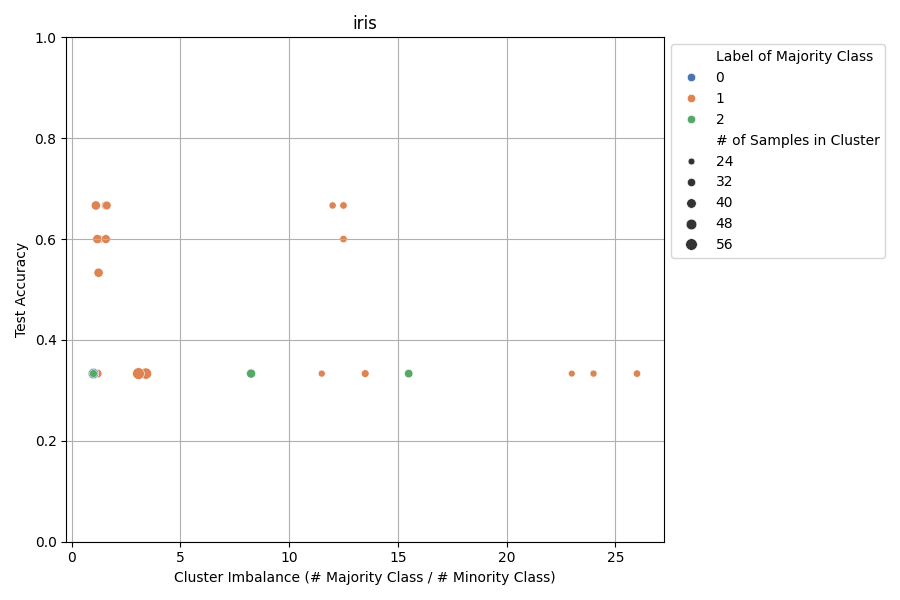 iris
1.0
0.8
0.6
0.4
0.2
0.0
Test Accuracy
0 5 10 15 20 25
Cluster Imbalance (# Majority Class / # Minority Class)
Label of Majority Class
0
1
2
# of Samples in Cluster
24
32
40
48
56